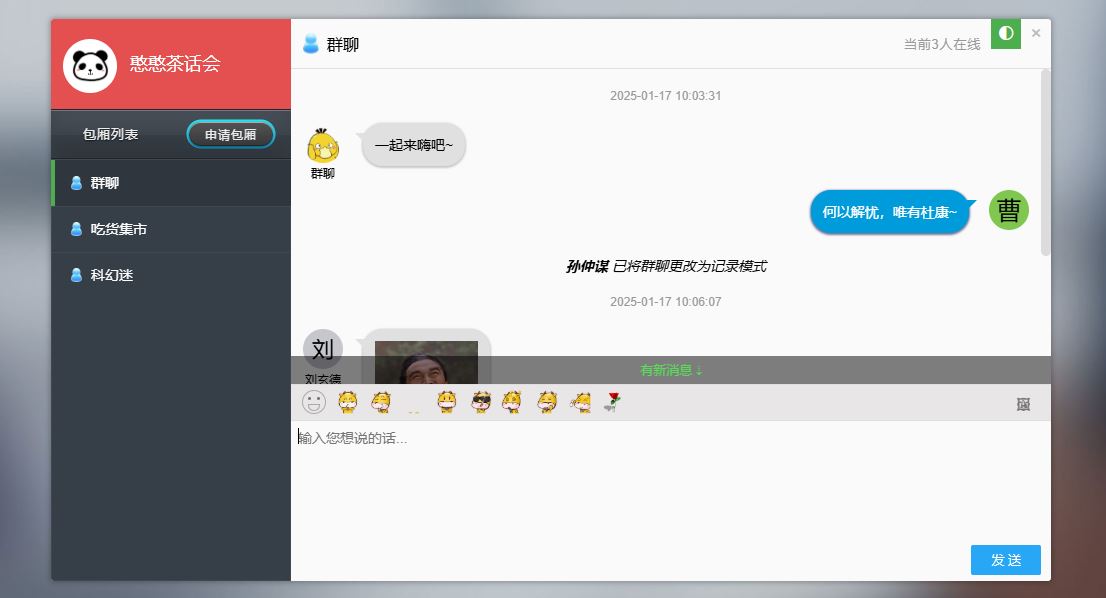 憨憨茶话会
包厢列表
申请包厢
群聊
吃货集市
科幻迷
群聊
当前3人在线
×
2025-01-17 10:03:31
一起来嗨吧~
群聊
何以解忧，唯有杜康~
曹
孙仲谋 已将群聊更改为记录模式
2025-01-17 10:06:07
刘
刘玄德
有新消息↓
输入您想说的话...
发 送